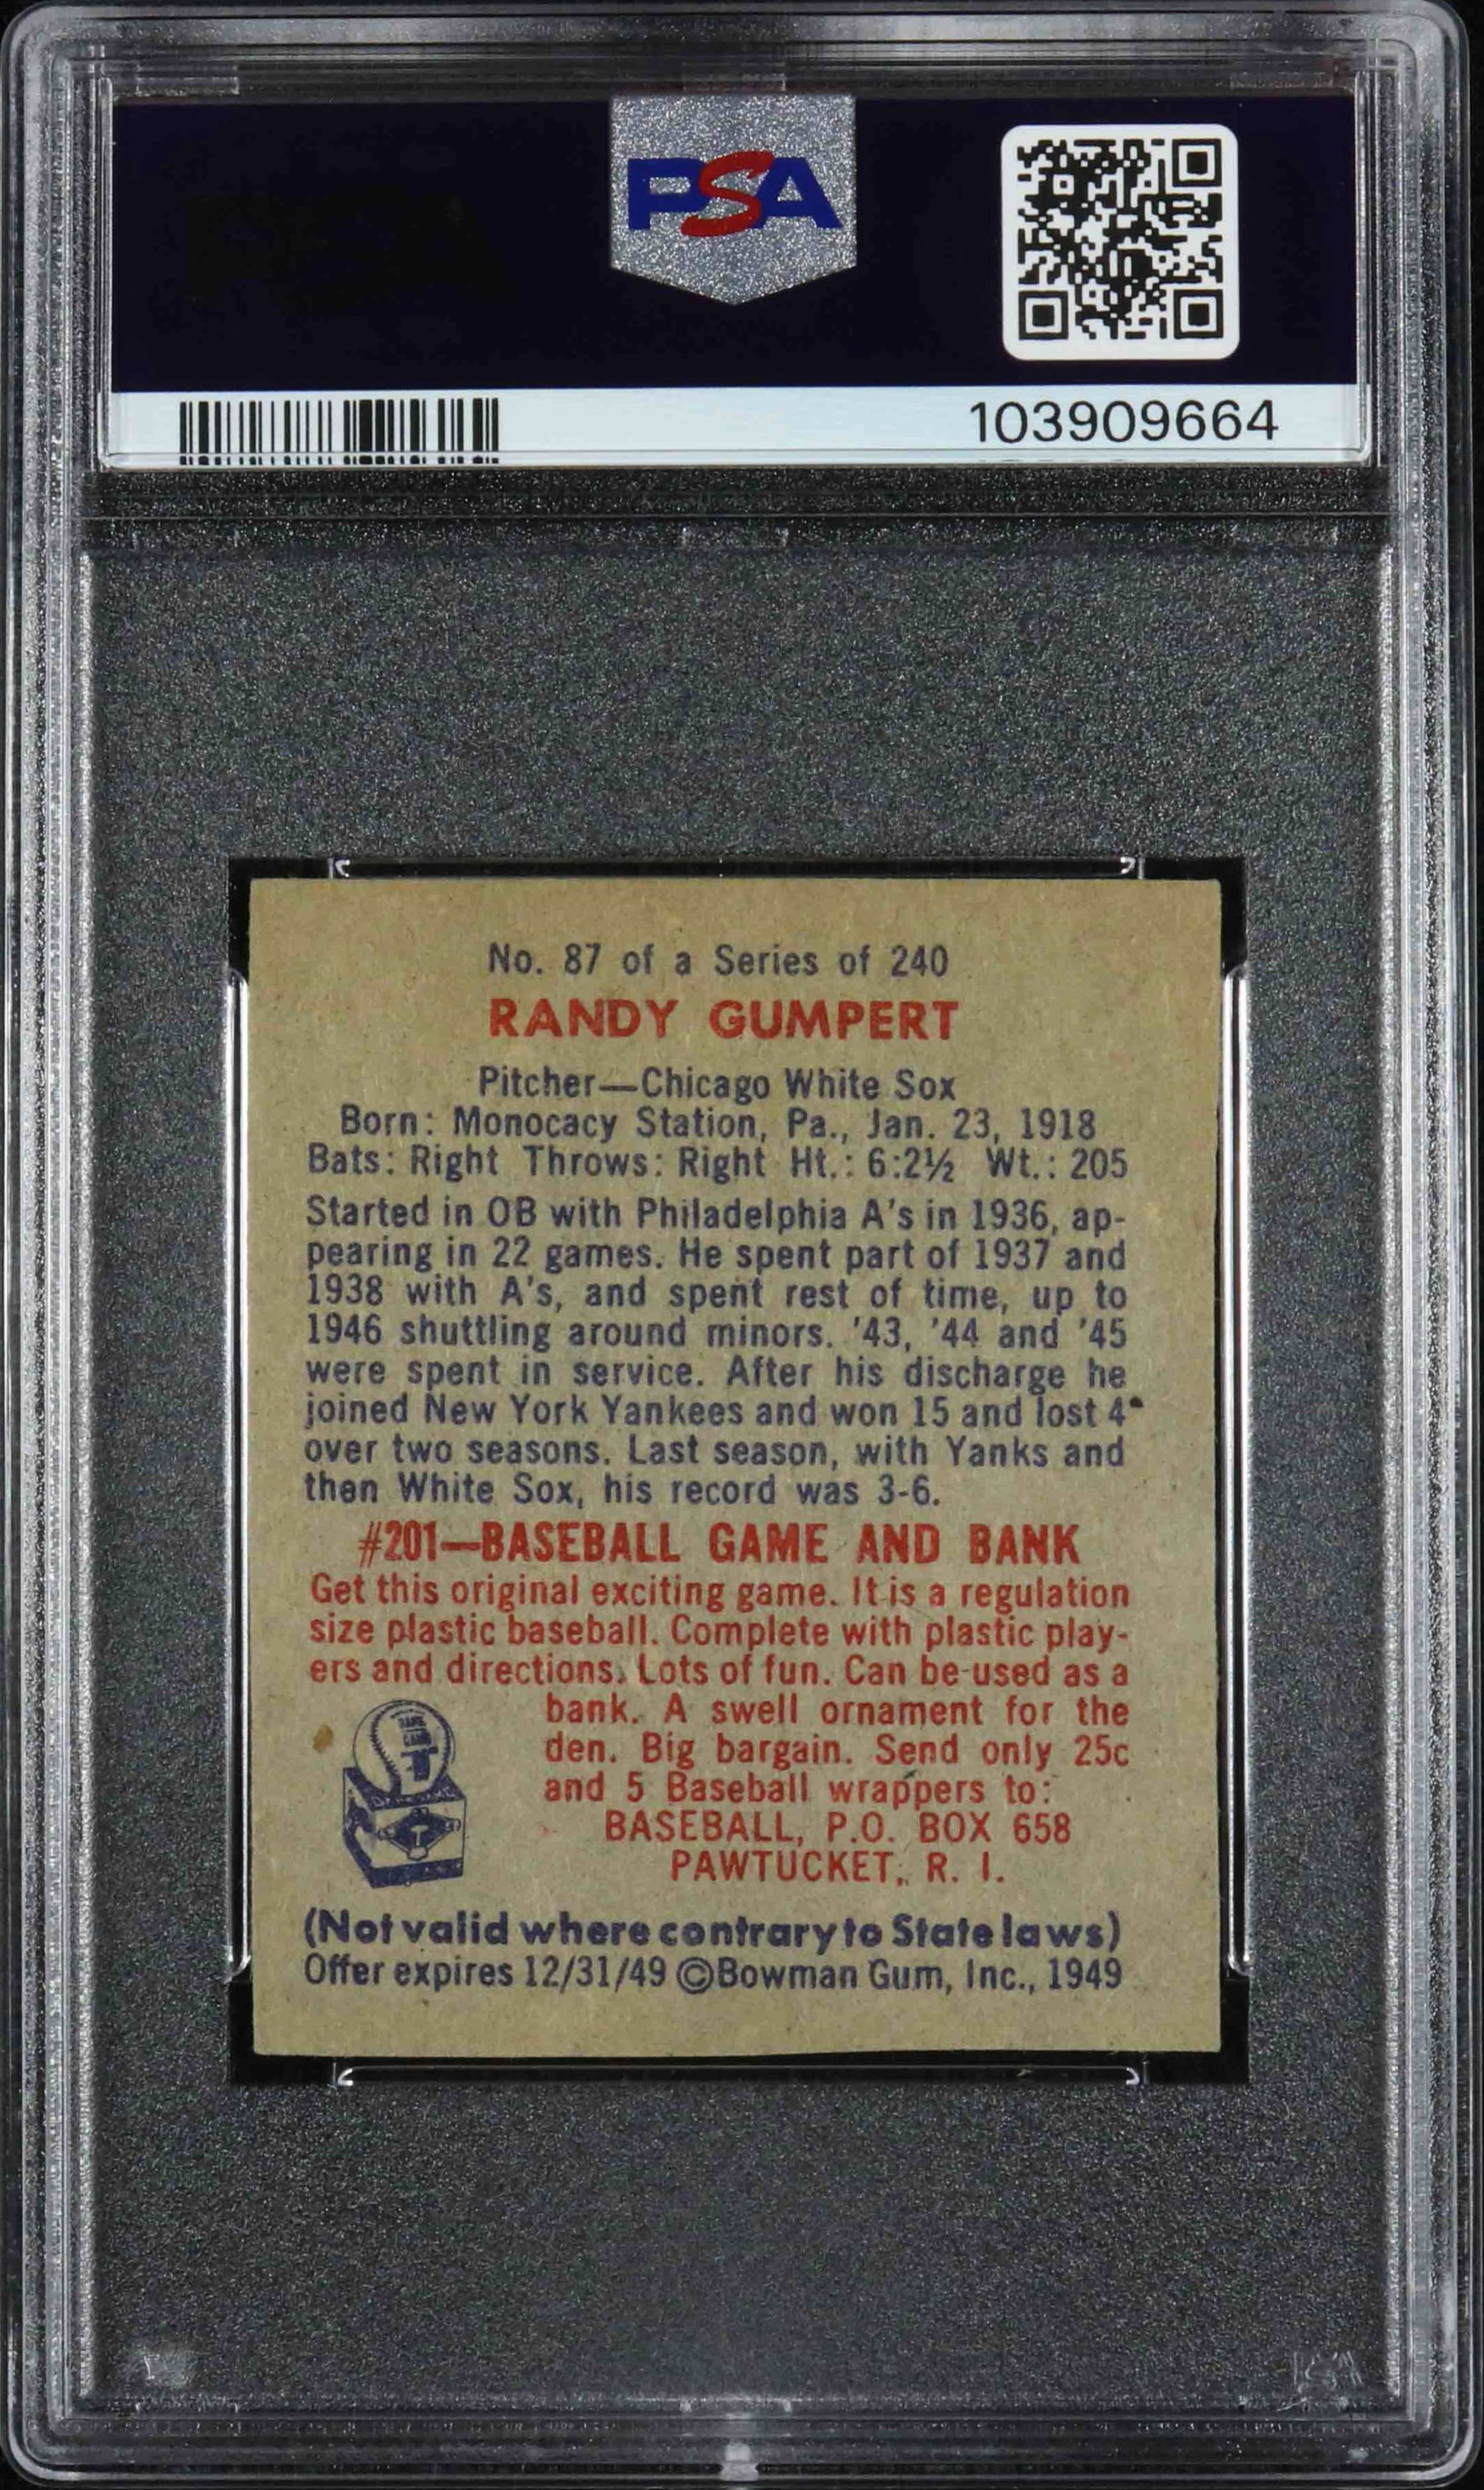 PSA
103909664
No. 87 of a Series of 240
RANDY GUMPERT
Pitcher—Chicago White Sox
Born: Monocacy Station, Pa., Jan. 23, 1918
Bats: Right Throws: Right Ht.: 6:2½ Wt.: 205
Started in OB with Philadelphia A's in 1936, ap-
pearing in 22 games. He spent part of 1937 and
1938 with A's, and spent rest of time, up to
1946 shuttling around minors. '43, '44 and '45
were spent in service. After his discharge he
joined New York Yankees and won 15 and lost 4
over two seasons. Last season, with Yanks and
then White Sox, his record was 3-6.
#201—BASEBALL GAME AND BANK
Get this original exciting game. It is a regulation
size plastic baseball. Complete with plastic play-
ers and directions. Lots of fun. Can be used as a
bank. A swell ornament for the
den. Big bargain. Send only 25c
and 5 Baseball wrappers to:
BASEBALL, P.O. BOX 658
PAWTUCKET, R. I.
(Not valid where contrary to State laws)
Offer expires 12/31/49 ©Bowman Gum, Inc., 1949